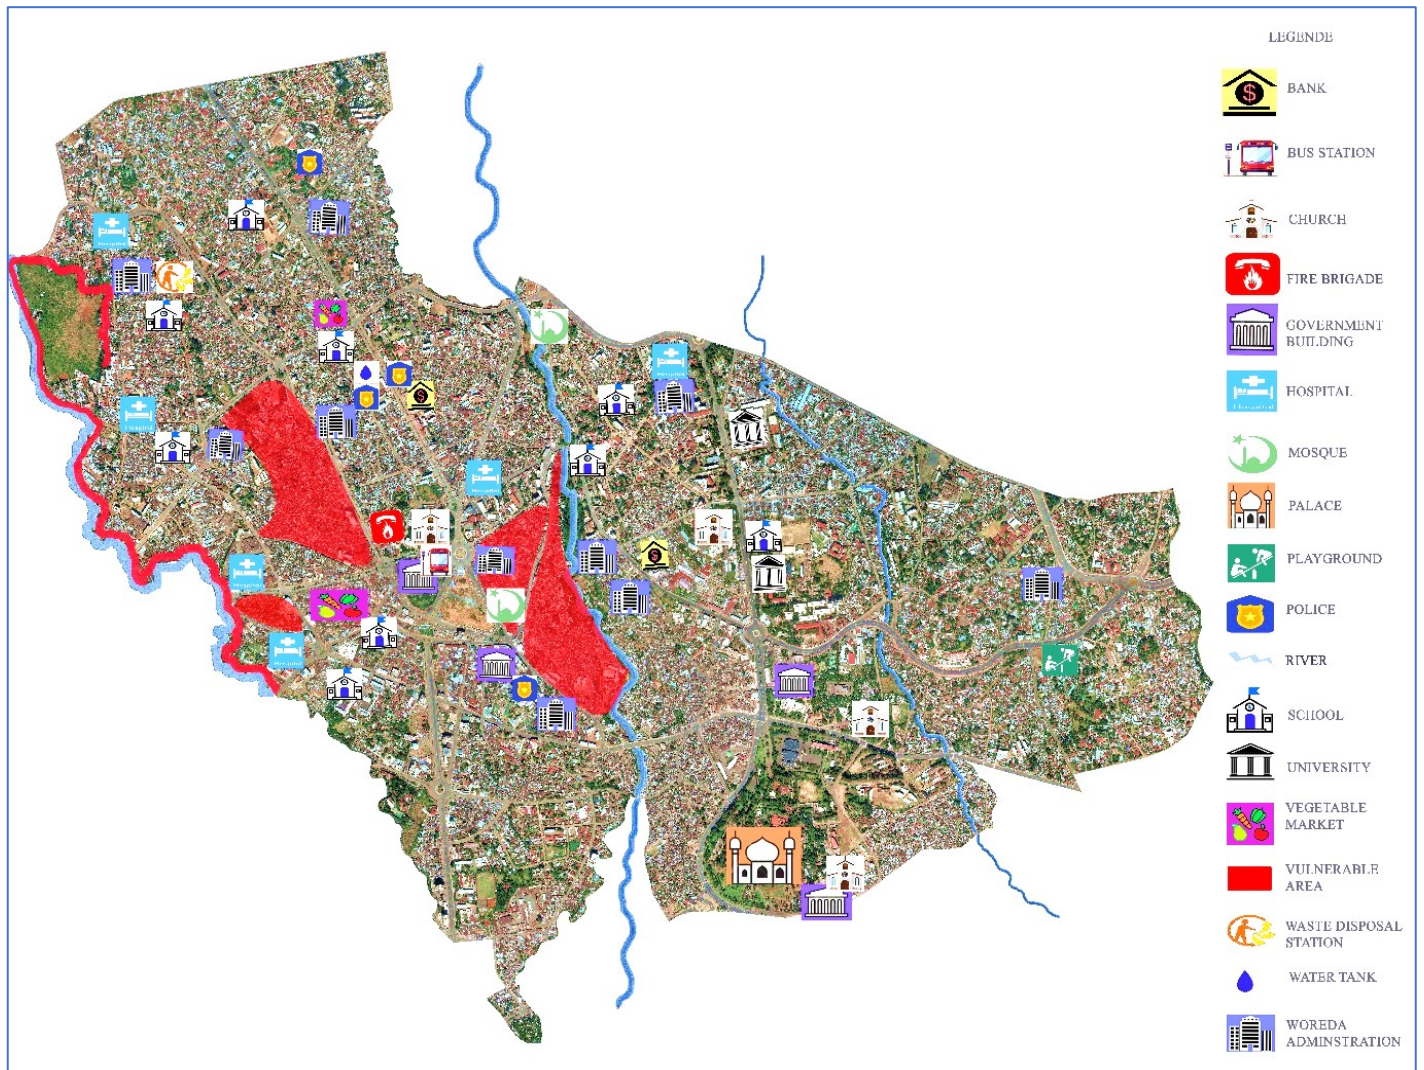 LEGENDE
BANK
BUS STATION
CHURCH
FIRE BRIGADE
GOVERNMENT
BUILDING
HOSPITAL
MOSQUE
PALACE
PLAYGROUND
POLICE
RIVER
SCHOOL
UNIVERSITY
VEGETABLE
MARKET
VULNERABLE
AREA
WASTE DISPOSAL
STATION
WATER TANK
WOREDA
ADMINSTRATION